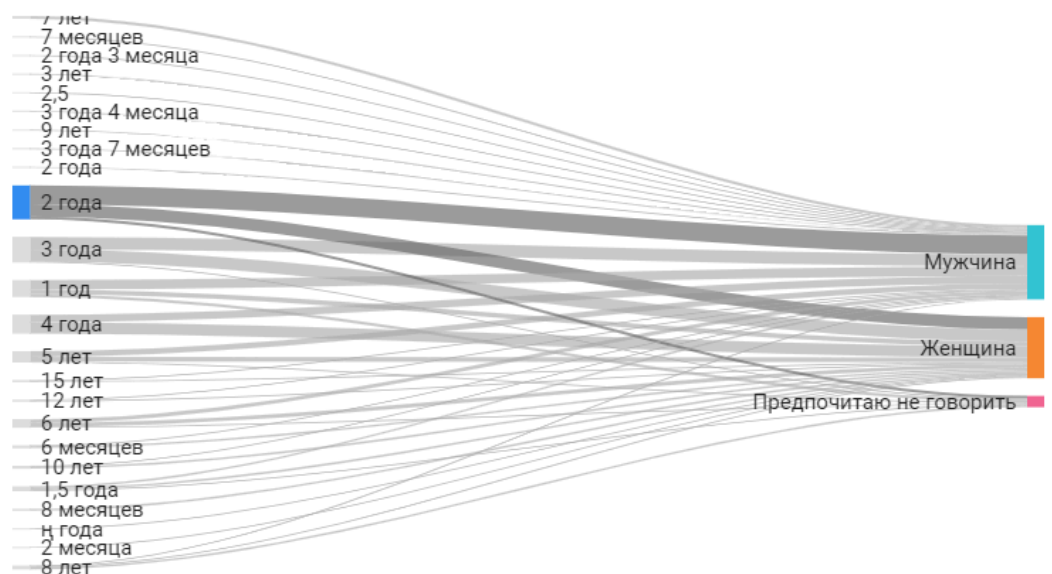 7 лет
7 месяцев
2 года 3 месяца
3 лет
2,5
3 года 4 месяца
9 лет
3 года 7 месяцев
2 года
2 года
3 года
1 год
4 года
5 лет
15 лет
12 лет
6 лет
6 месяцев
10 лет
1,5 года
8 месяцев
ң года
2 месяца
8 лет
Мужчина
Женщина
Предпочитаю не говорить